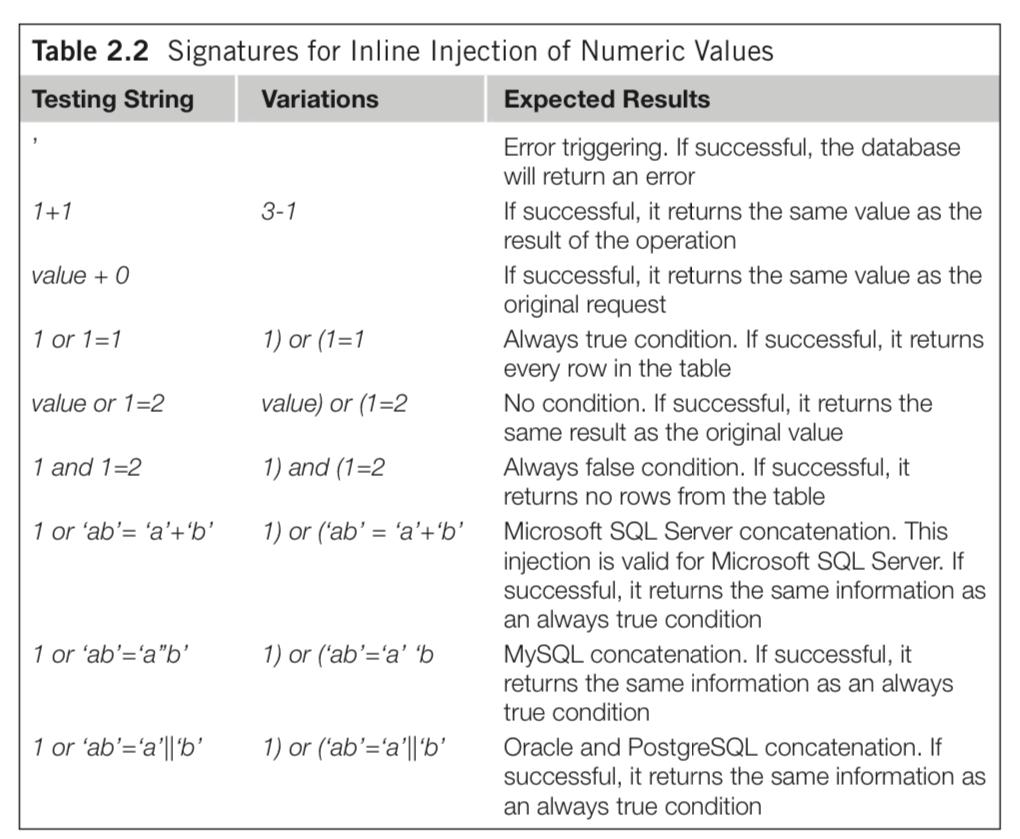 Table 2.2 Signatures for Inline Injection of Numeric Values
Testing String Variations Expected Results
’ Error triggering. If successful, the database
will return an error
1+1 3-1 If successful, it returns the same value as the
result of the operation
value + 0 If successful, it returns the same value as the
original request
1 or 1=1 1) or (1=1 Always true condition. If successful, it returns
every row in the table
value or 1=2 value) or (1=2 No condition. If successful, it returns the
same result as the original value
1 and 1=2 1) and (1=2 Always false condition. If successful, it
returns no rows from the table
1 or ‘ab’= ‘a’+‘b’ 1) or (‘ab’ = ‘a’+‘b’ Microsoft SQL Server concatenation. This
injection is valid for Microsoft SQL Server. If
successful, it returns the same information as
an always true condition
1 or ‘ab’=‘a’’b’ 1) or (‘ab’=‘a’ ‘b MySQL concatenation. If successful, it
returns the same information as an always
true condition
1 or ‘ab’=‘a’||‘b’ 1) or (‘ab’=‘a’||‘b’ Oracle and PostgreSQL concatenation. If
successful, it returns the same information as
an always true condition